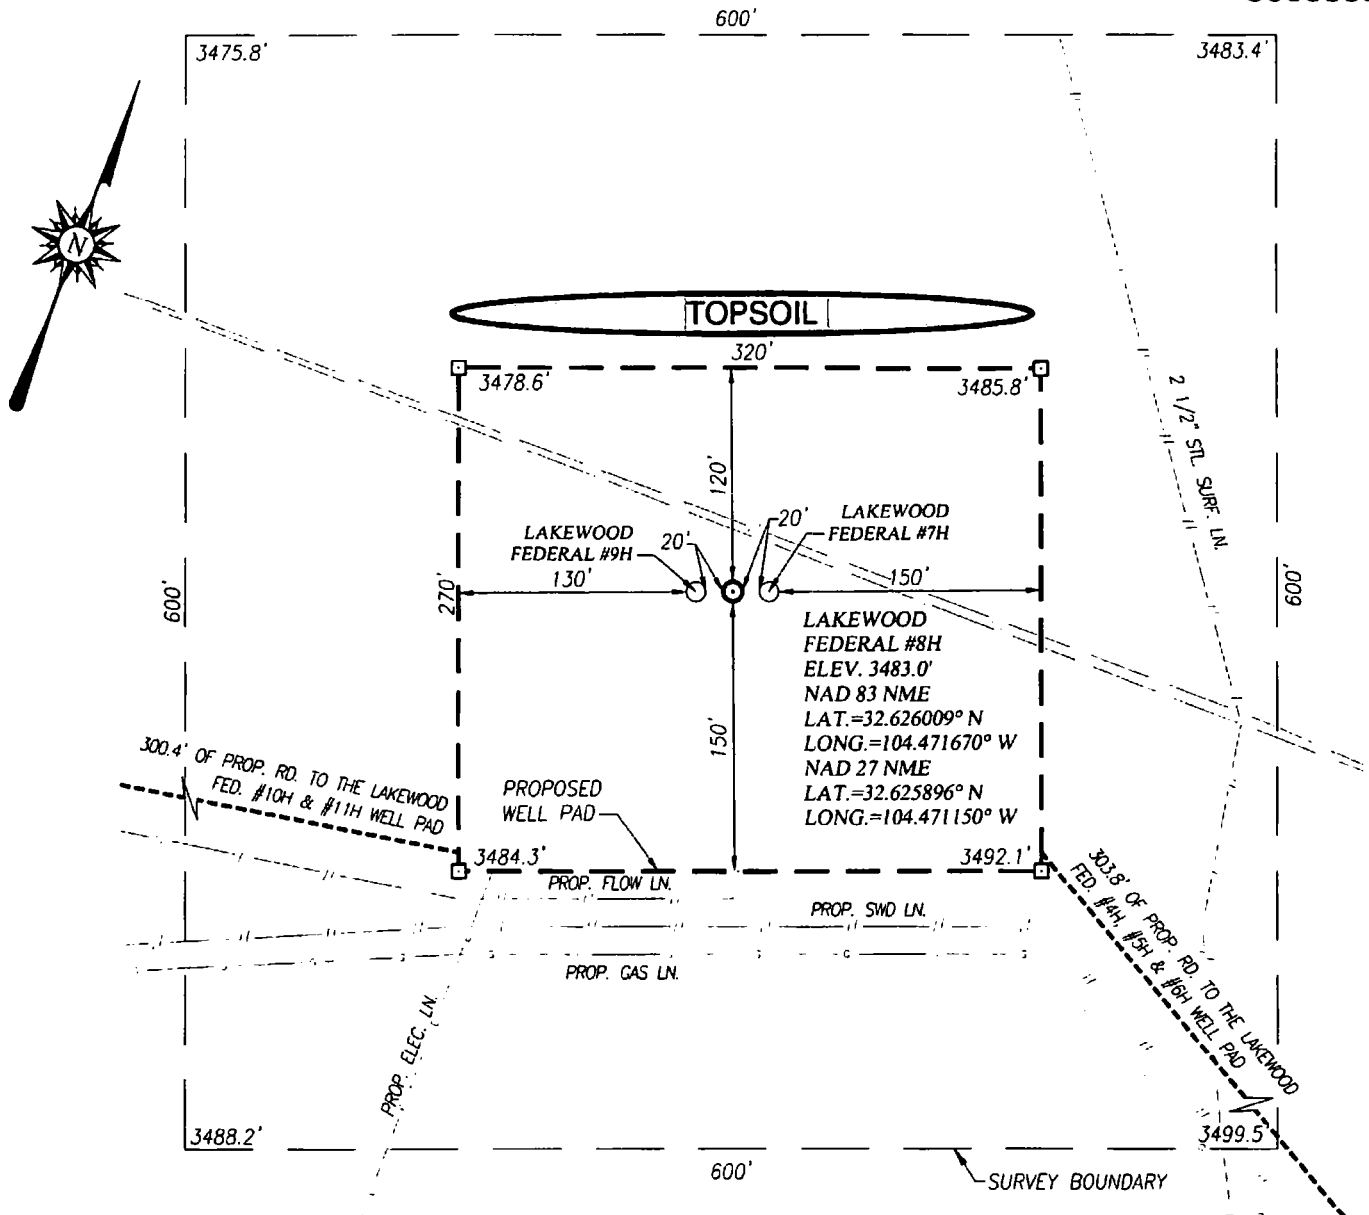 600'
3475.8'
3483.4'
N
TOPSOIL
320'
3478.6'
3485.8'
2 1/2" STL. SURF. LN.
120'
LAKEWOOD
FEDERAL #9H
20'
20'
LAKEWOOD
FEDERAL #7H
130'
150'
600'
270'
600'
LAKEWOOD
FEDERAL #8H
ELEV. 3483.0'
NAD 83 NME
LAT.=32.626009° N
LONG.=104.471670° W
NAD 27 NME
LAT.=32.625896° N
LONG.=104.471150° W
150'
300.4' OF PROP. RD. TO THE LAKEWOOD
FED. #10H & #11H WELL PAD
PROPOSED
WELL PAD
3484.3'
3492.1'
PROP. FLOW LN.
PROP. SWD LN.
PROP. GAS LN.
PROP. ELEC. LN.
303.8' OF PROP. RD. TO THE LAKEWOOD
FED. #4H, #5H & #6H WELL PAD
3488.2'
3499.5'
600'
SURVEY BOUNDARY